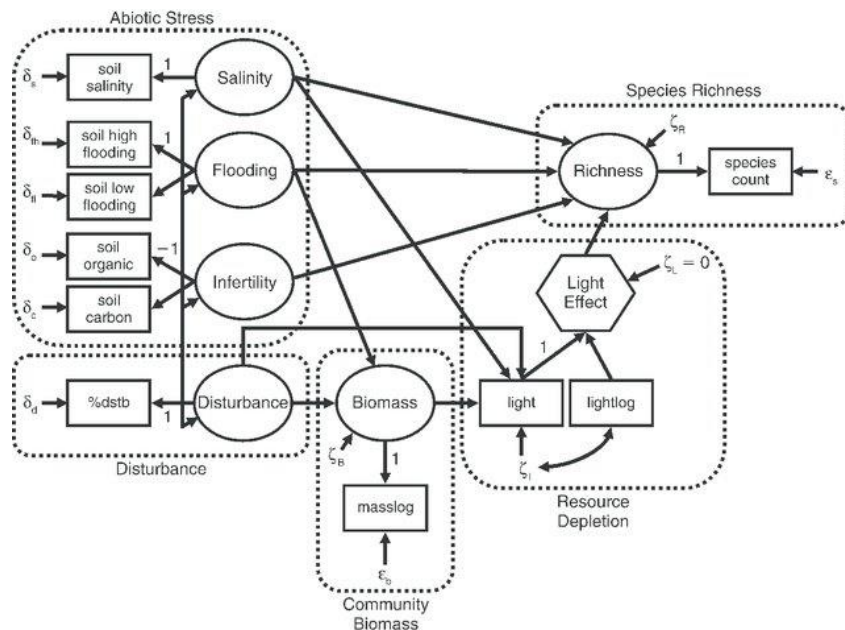 Abiotic Stress
δs
soil
salinity
1
Salinity
δfh
soil high
flooding
1
Flooding
δfl
soil low
flooding
δo
soil
organic
−1
Infertility
δc
soil
carbon
Species Richness
ζR
Richness
1
species
count
εs
Light
Effect
ζL = 0
1
δd
%dstb
1
Disturbance
Biomass
light
lightlog
ζB
1
ζl
Disturbance
masslog
Resource
Depletion
εb
Community
Biomass